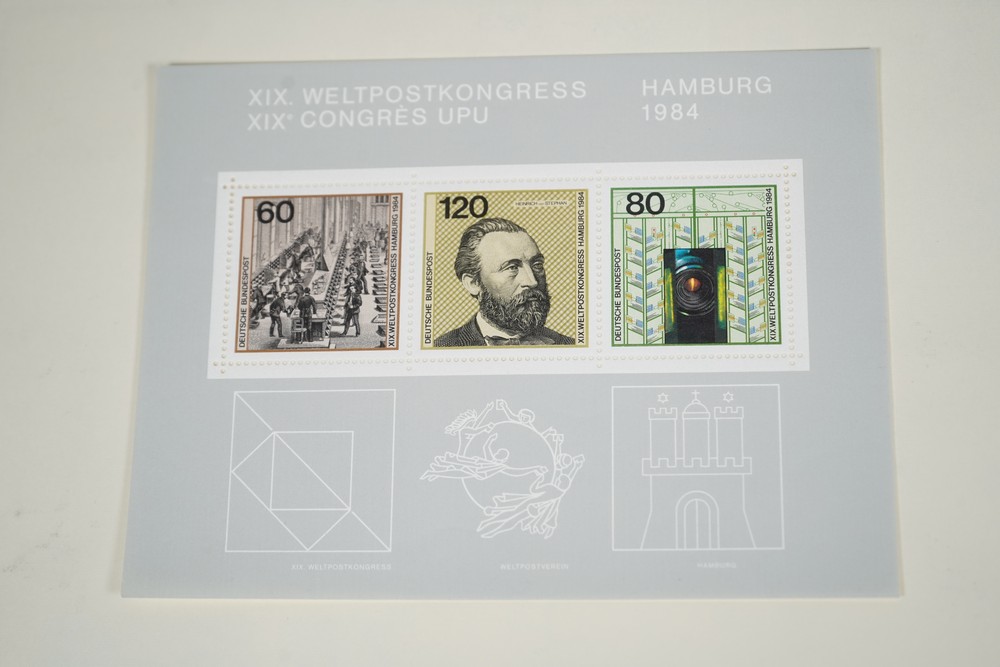 XIX. WELTPOSTKONGRESS
XIXe CONGRÈS UPU
HAMBURG
1984
60
DEUTSCHE BUNDESPOST
XIX.WELTPOSTKONGRESS HAMBURG 1984
120
HEINRICH VON STEPHAN
DEUTSCHE BUNDESPOST
XIX.WELTPOSTKONGRESS HAMBURG 1984
80
DEUTSCHE BUNDESPOST
XIX.WELTPOSTKONGRESS HAMBURG 1984
XIX. WELTPOSTKONGRESS
WELTPOSTVEREIN
HAMBURG